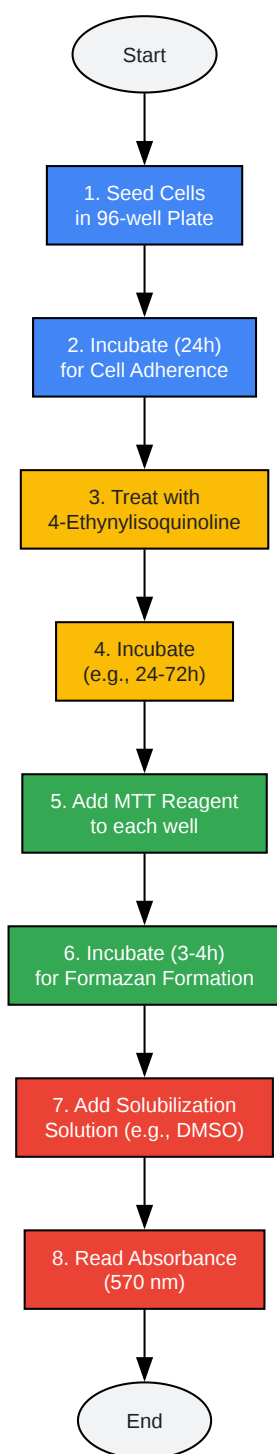 Start
1. Seed Cells
in 96-well Plate
2. Incubate (24h)
for Cell Adherence
3. Treat with
4-Ethynylisoquinoline
4. Incubate
(e.g., 24-72h)
5. Add MTT Reagent
to each well
6. Incubate (3-4h)
for Formazan Formation
7. Add Solubilization
Solution (e.g., DMSO)
8. Read Absorbance
(570 nm)
End